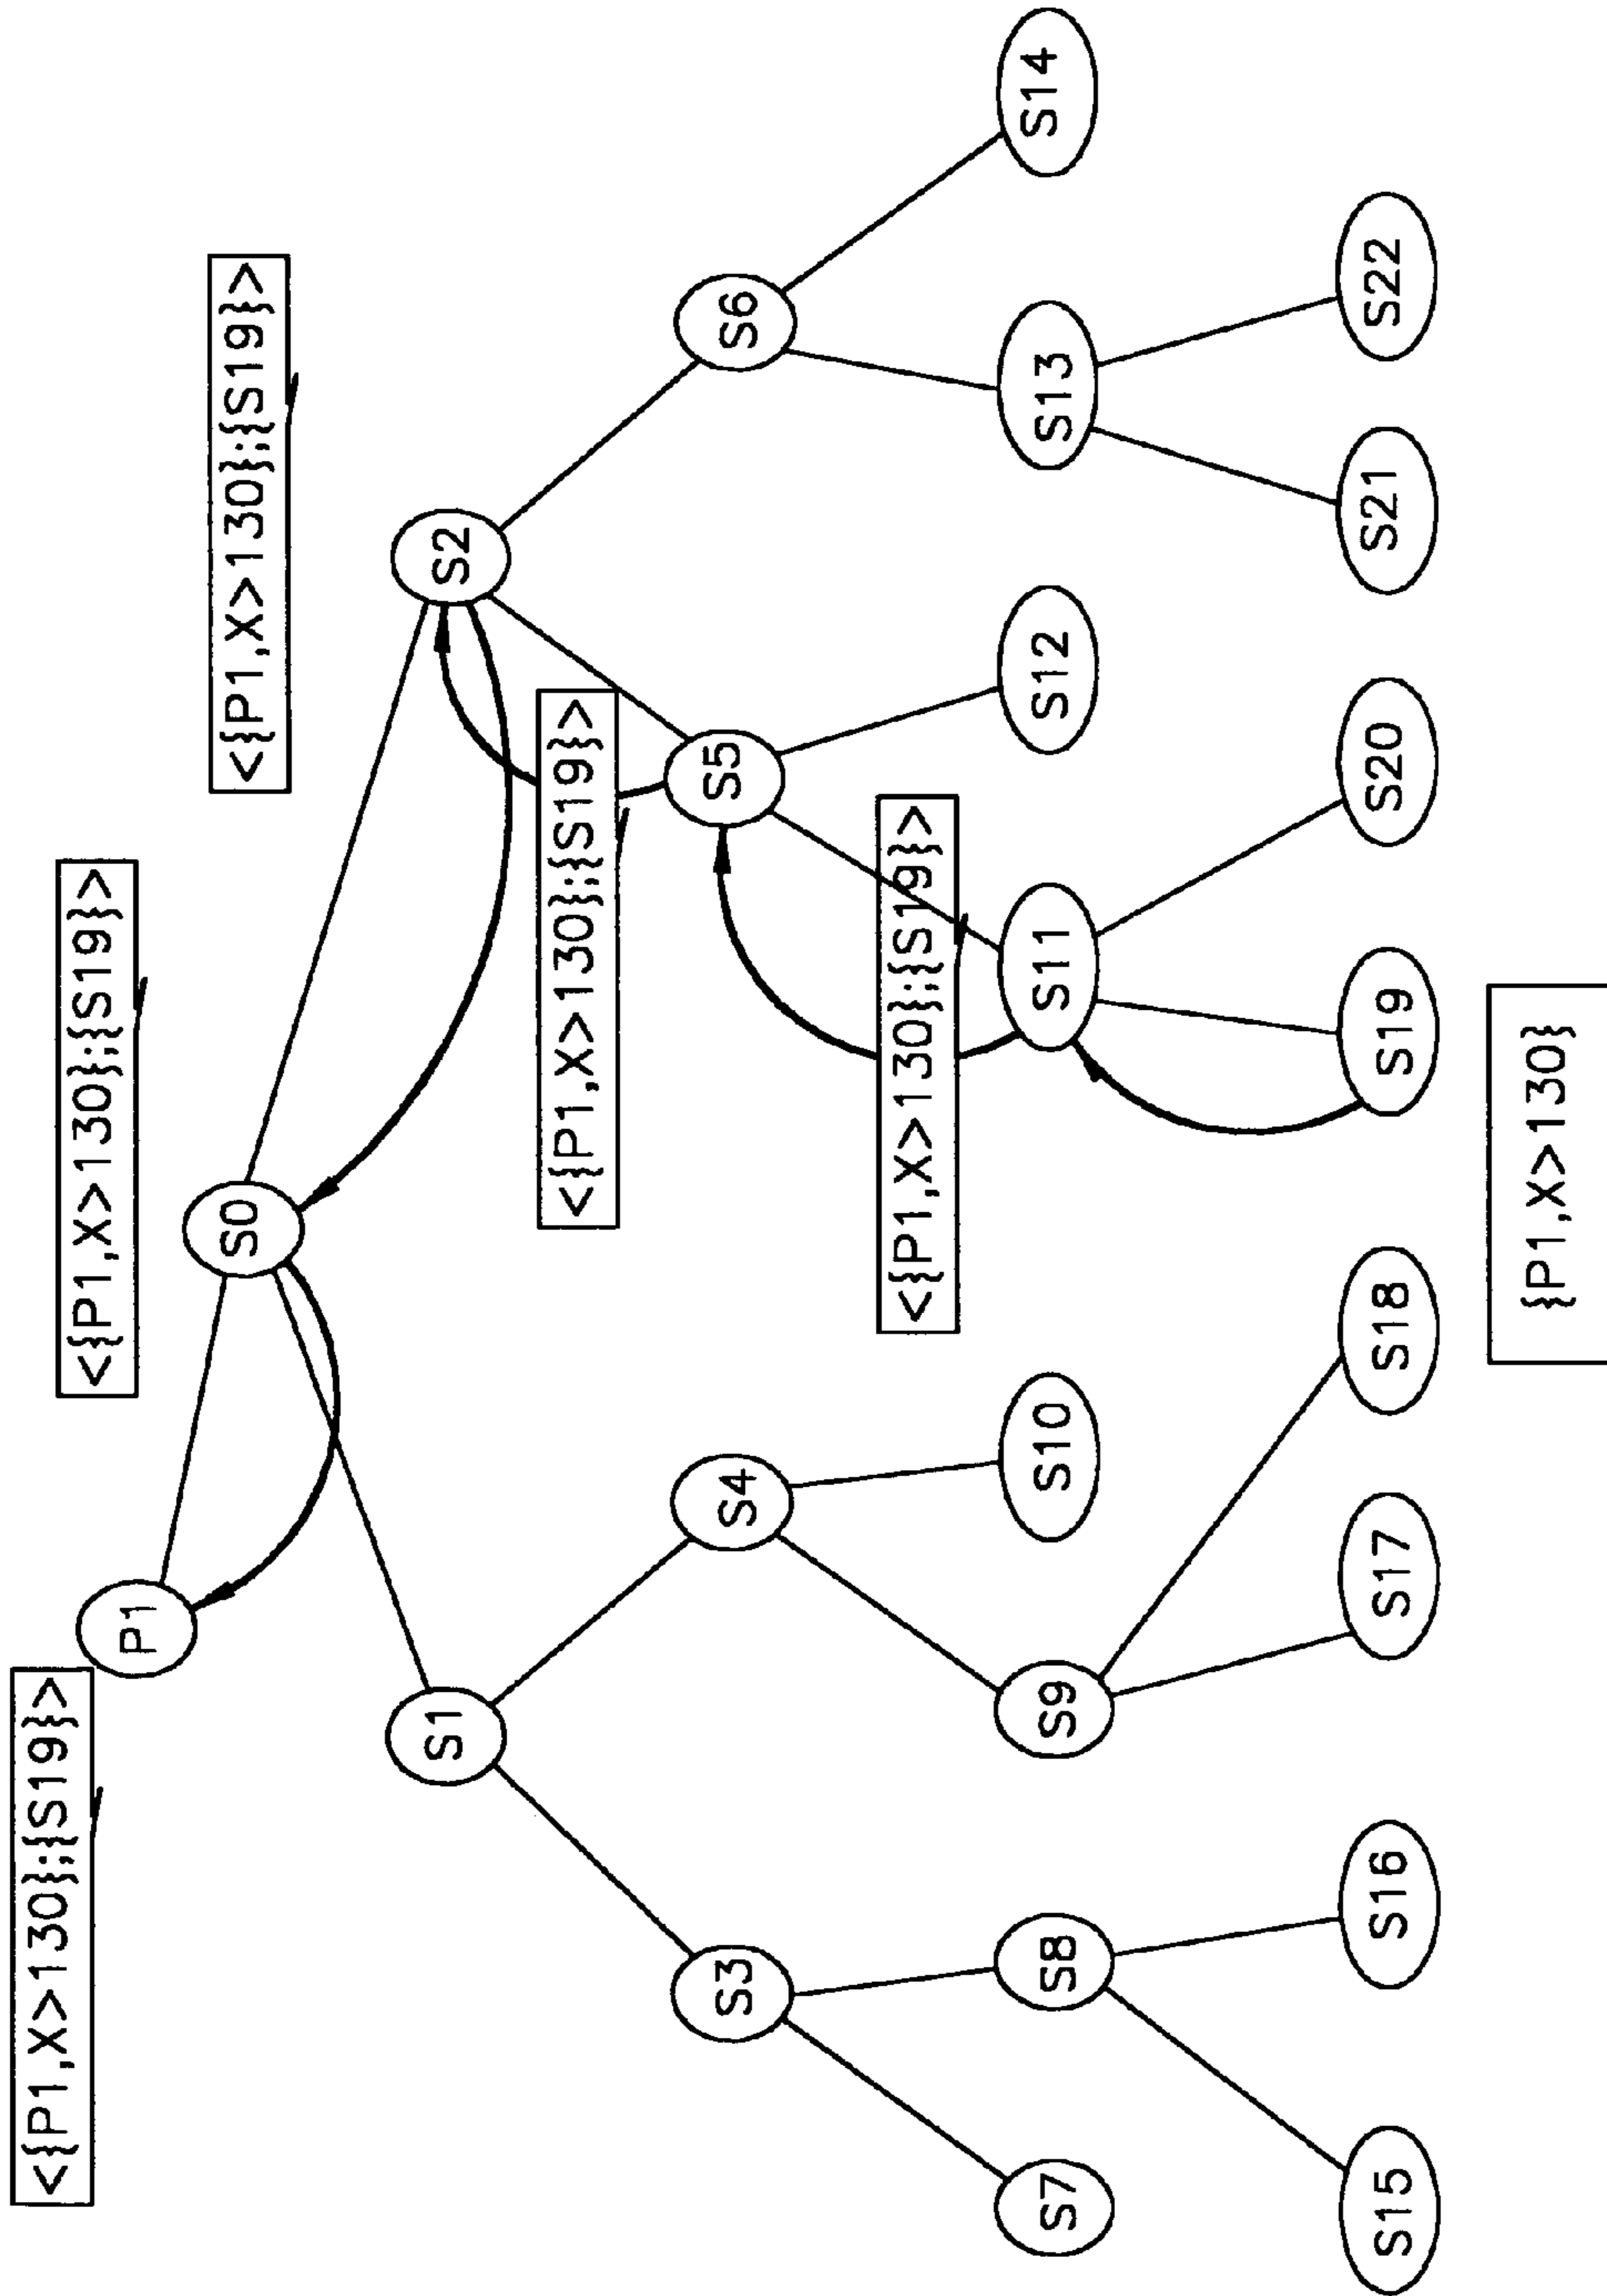 <{P1,X>130};{S19}>
P1
<{P1,X>130};{S19}>
S0
<{P1,X>130};{S19}>
S1
S2
<{P1,X>130};{S19}>
S3
S4
S5
S6
<{P1,X>130};{S19}>
S7
S8
S9
S10
S11
S12
S13
S14
S15
S16
S17
S18
S19
S20
S21
S22
{P1,X>130}